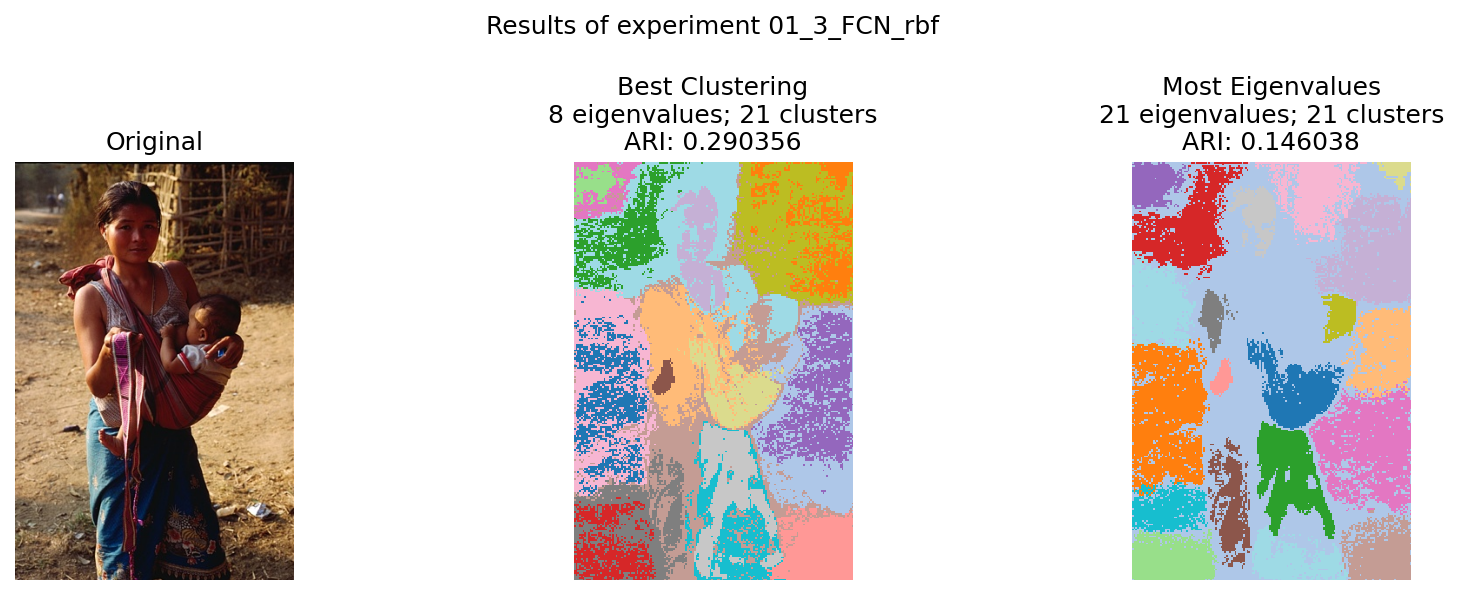 Results of experiment 01_3_FCN_rbf
Original
Best Clustering
8 eigenvalues; 21 clusters
ARI: 0.290356
Most Eigenvalues
21 eigenvalues; 21 clusters
ARI: 0.146038